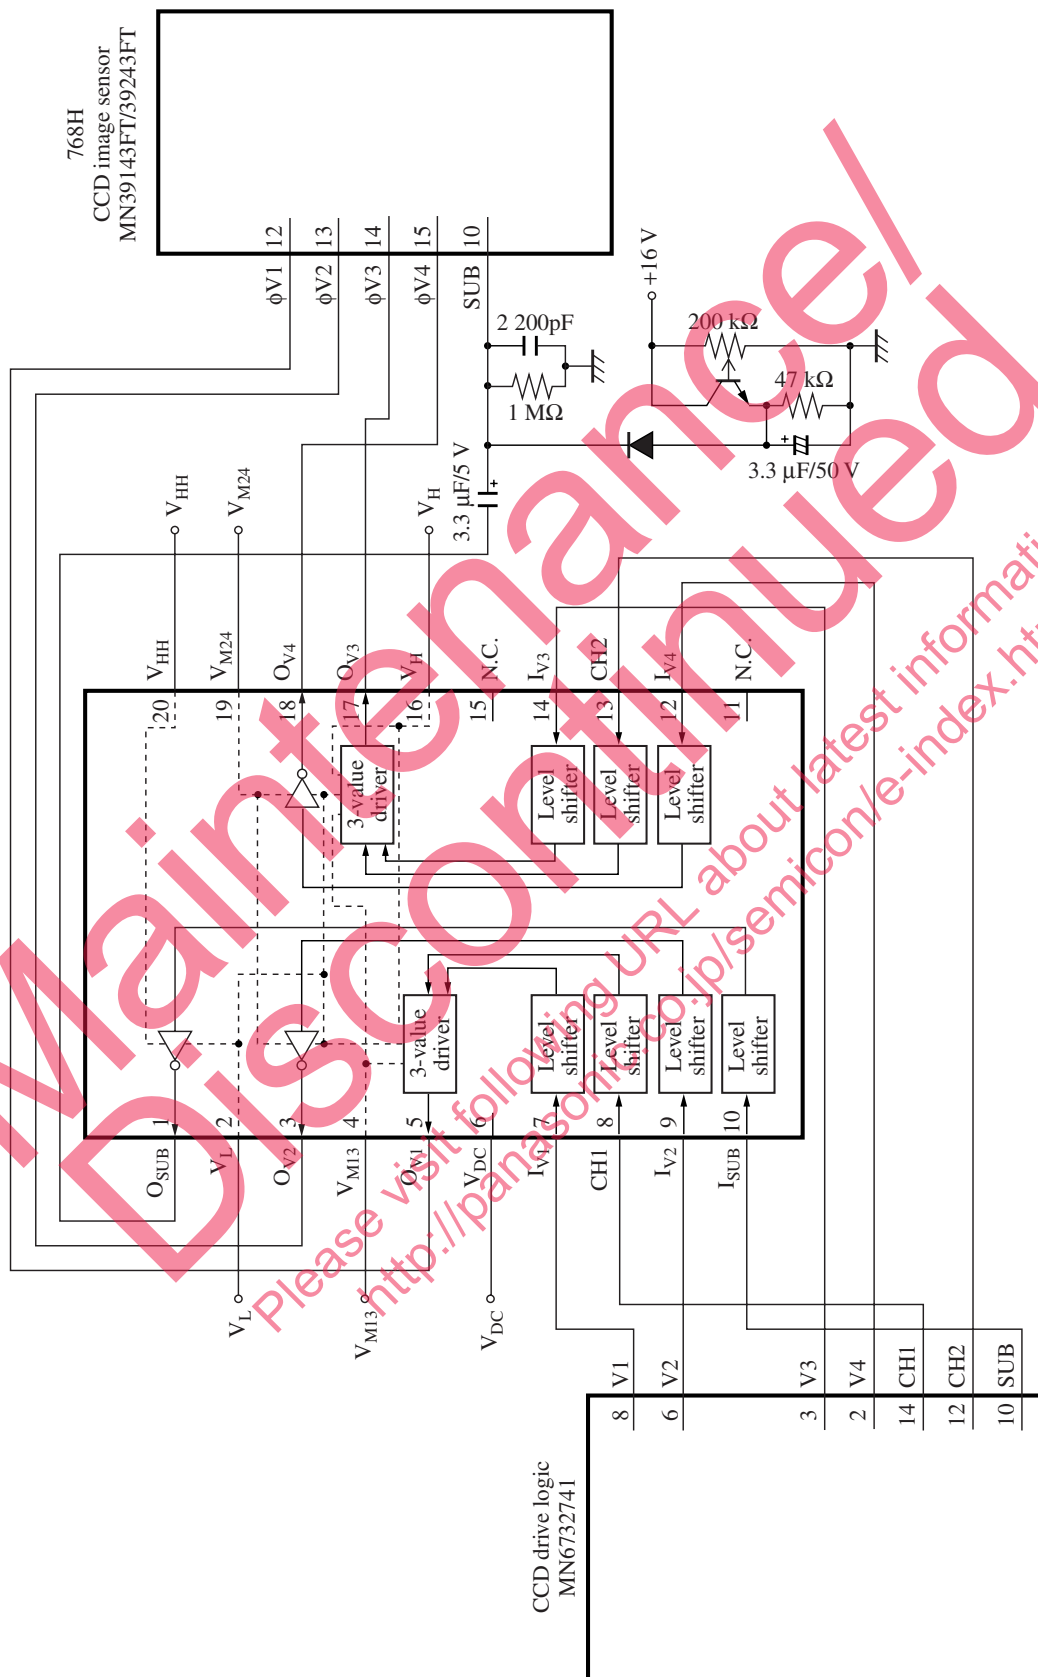 768H
CCD image sensor
MN39143FT/39243FT
12
13
14
15
10
ϕV1
ϕV2
ϕV3
ϕV4
SUB
2 200pF
1 MΩ
+16 V
200 kΩ
47 kΩ
3.3 μF/50 V
3.3 μF/5 V
VHH
VM24
VH
VHH
VM24
OV4
OV3
VH
N.C.
IV3
CH2
IV4
N.C.
20
19
18
17
16
15
14
13
12
11
3-value
driver
Level
shifter
Level
shifter
Level
shifter
3-value
driver
Level
shifter
Level
shifter
Level
shifter
Level
shifter
1
2
3
4
5
6
7
8
9
10
OSUB
VL
OV2
VM13
OV1
VDC
IV1
CH1
IV2
ISUB
VL
VM13
VDC
V1
V2
V3
V4
CH1
CH2
SUB
8
6
3
2
14
12
10
CCD drive logic
MN6732741
Maintenance/
Discontinued
Please visit following URL about latest informati
http://panasonic.co.jp/semicon/e-index.ht